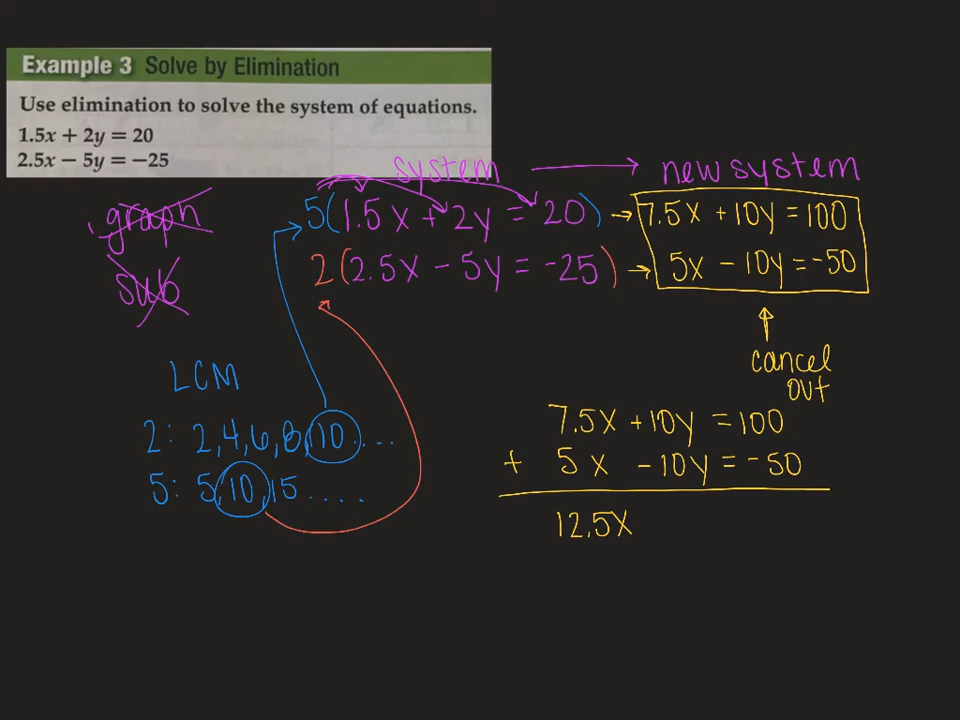 Example 3 Solve by Elimination
Use elimination to solve the system of equations.
1.5x + 2y = 20
2.5x − 5y = −25
system → new system
graph
5(1.5x + 2y = 20) → 7.5x + 10y = 100
sub
2(2.5x − 5y = -25) → 5x − 10y = -50
cancel
out
LCM
2: 2, 4, 6, 8, 10 ....
5: 5, 10, 15 ....
7.5x + 10y = 100
+ 5x − 10y = -50
12.5x